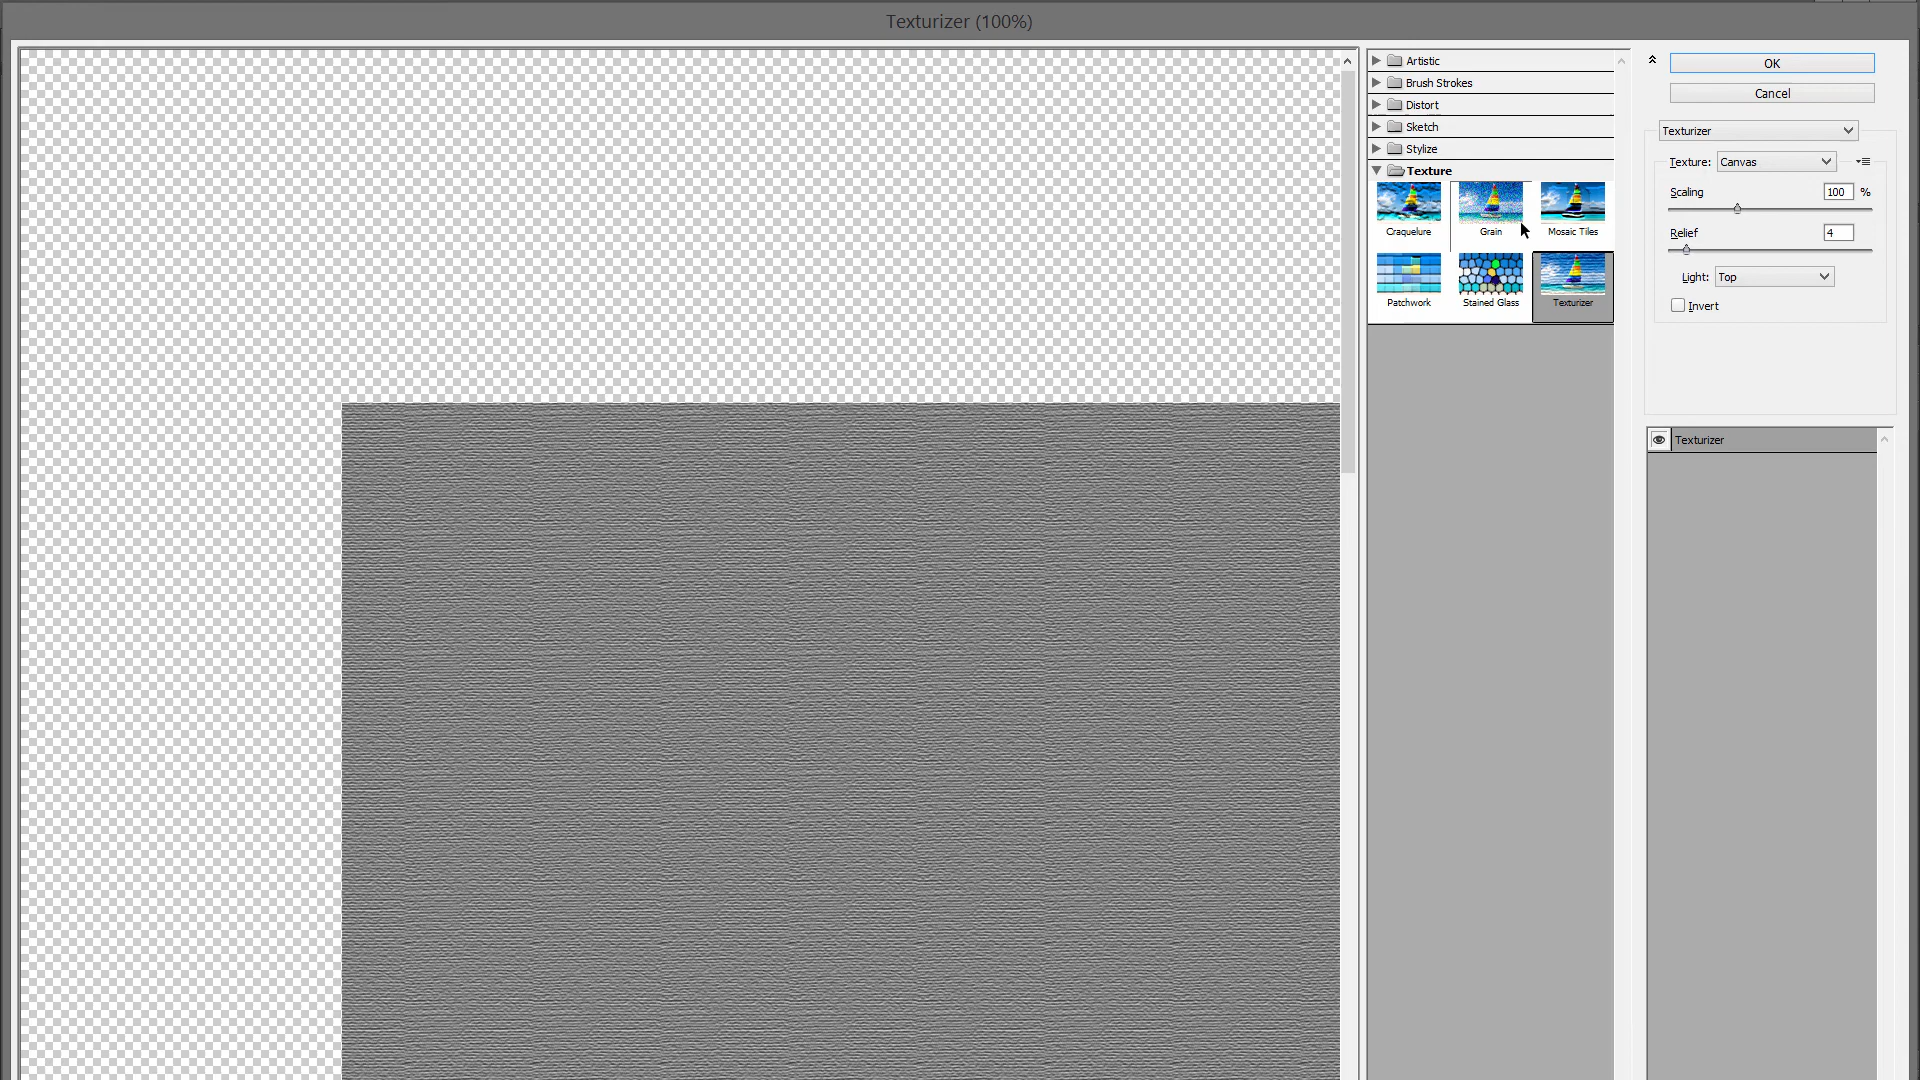 Texturizer (100%)
Artistic
Brush Strokes
Distort
Sketch
Stylize
Texture
Craquelure
Grain
Mosaic Tiles
Patchwork
Stained Glass
Texturizer
OK
Cancel
Texturizer
Texture: Canvas
Scaling 100 %
Relief 4
Light: Top
Invert
Texturizer